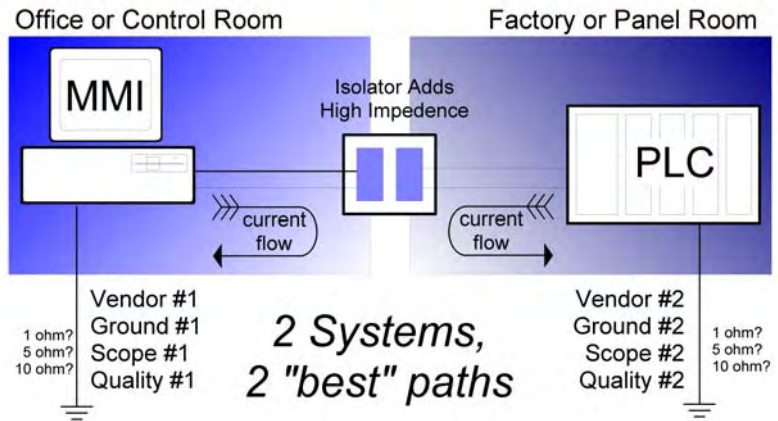 Office or Control Room
Factory or Panel Room
MMI
Isolator Adds
High Impedence
PLC
current
flow
current
flow
Vendor #1
Ground #1
Scope #1
Quality #1
1 ohm?
5 ohm?
10 ohm?
2 Systems,
2 "best" paths
Vendor #2
Ground #2
Scope #2
Quality #2
1 ohm?
5 ohm?
10 ohm?